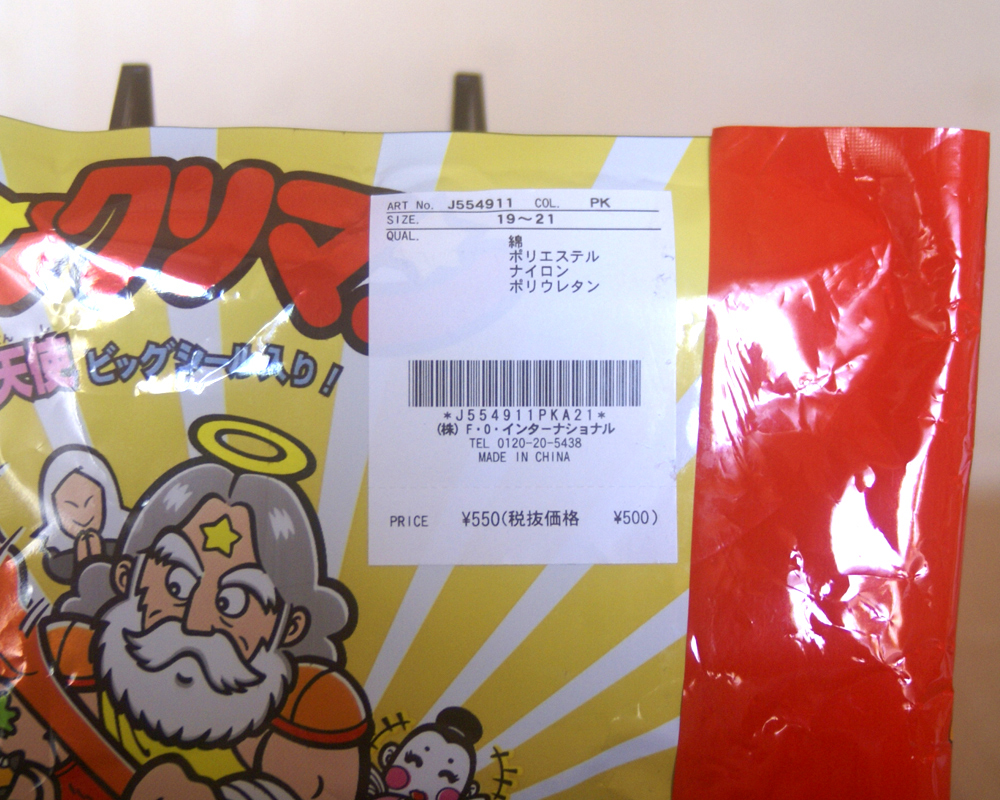 クリマ
天使 ビッグシール入り!
ART No. J554911 COL. PK
SIZE. 19~21
QUAL. 綿
ポリエステル
ナイロン
ポリウレタン
*J554911PKA21*
(株) F・O・インターナショナル
TEL 0120-20-5438
MADE IN CHINA
PRICE ¥550(税抜価格 ¥500)